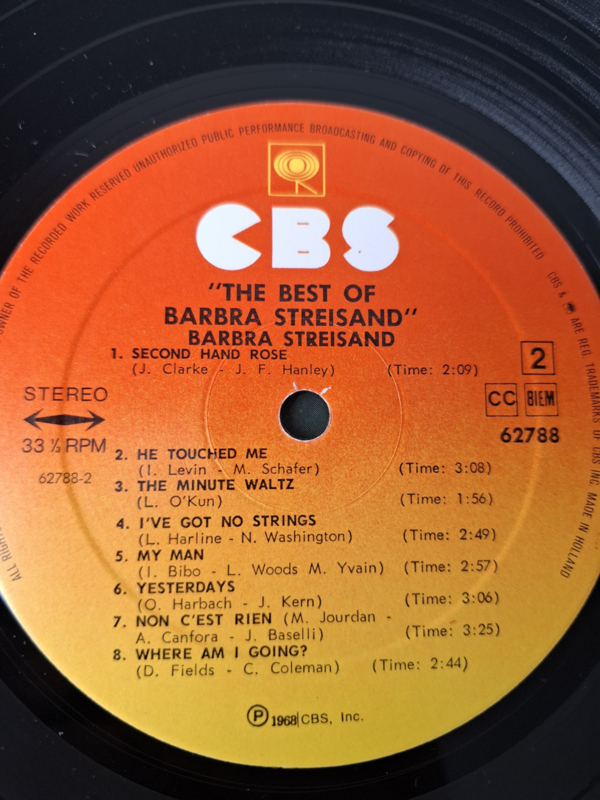 OWNER OF THE RECORDED WORK RESERVED UNAUTHORIZED PUBLIC PERFORMANCE BROADCASTING AND COPYING OF THIS RECORD PROHIBITED
CBS & ARE REG. TRADEMARKS OF CBS INC. MADE IN HOLLAND
CBS
"THE BEST OF
BARBRA STREISAND"
BARBRA STREISAND
1. SECOND HAND ROSE
(J. Clarke - J. F. Hanley) (Time: 2:09)
2
STEREO
CC BIEM
33 ⅓ RPM
62788
62788-2
2. HE TOUCHED ME
(I. Levin - M. Schafer) (Time: 3:08)
3. THE MINUTE WALTZ
(L. O'Kun) (Time: 1:56)
4. I'VE GOT NO STRINGS
(L. Harline - N. Washington) (Time: 2:49)
5. MY MAN
(I. Bibo - L. Woods M. Yvain) (Time: 2:57)
6. YESTERDAYS
(O. Harbach - J. Kern) (Time: 3:06)
7. NON C'EST RIEN (M. Jourdan -
A. Canfora - J. Baselli) (Time: 3:25)
8. WHERE AM I GOING?
(D. Fields - C. Coleman) (Time: 2:44)
ALL
℗ 1968 CBS, Inc.